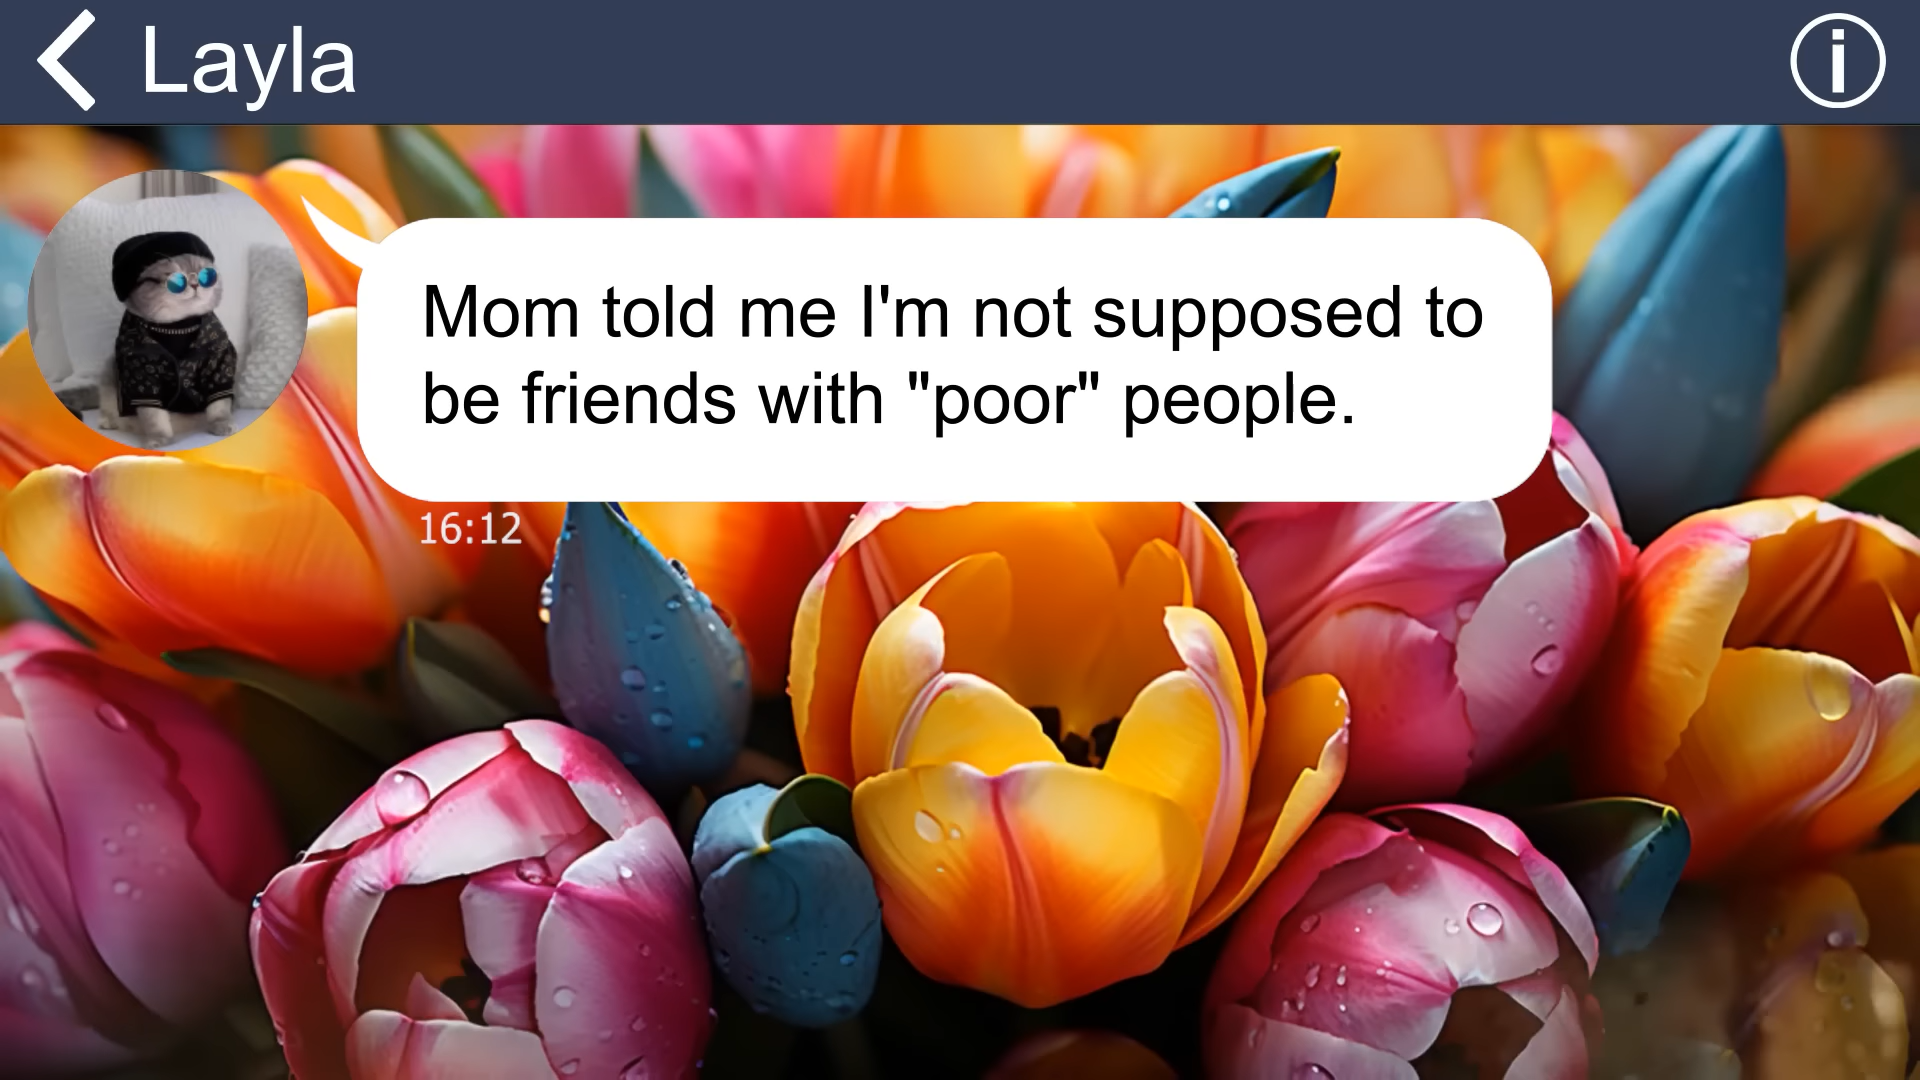 Layla
Mom told me I'm not supposed to
be friends with "poor" people.
16:12